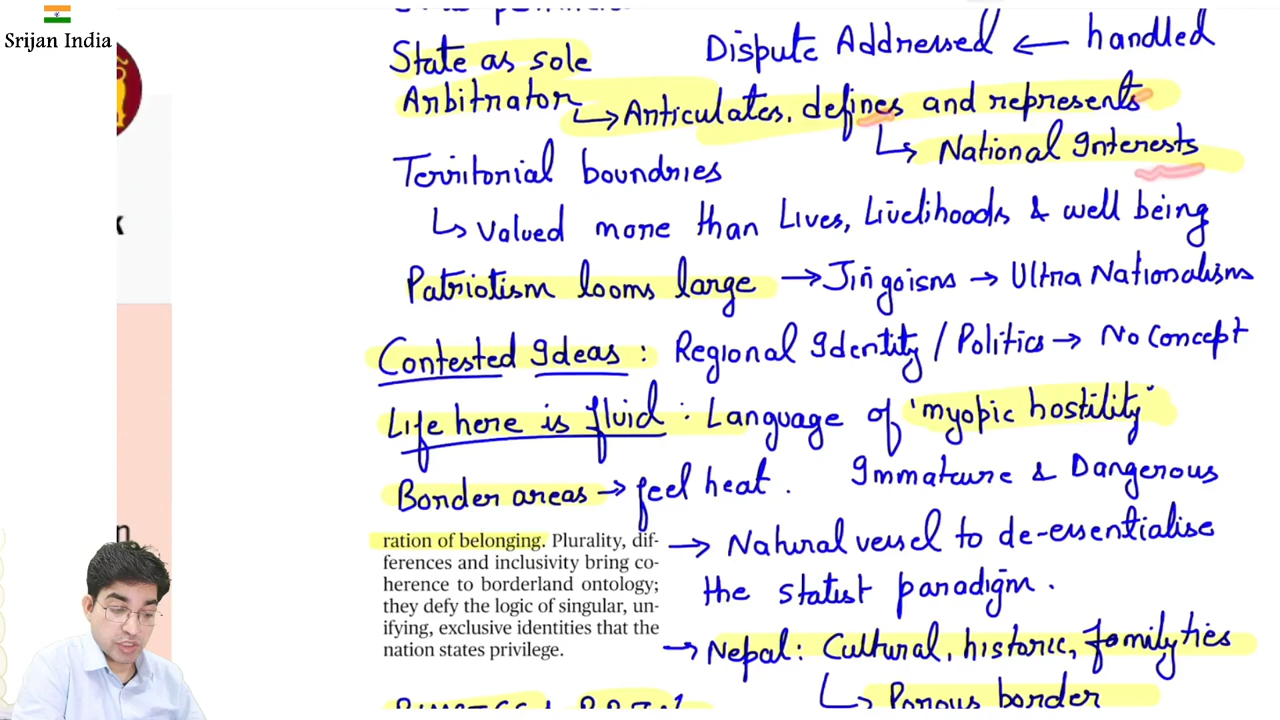 Srijan India
State as sole
Arbitrator
Dispute Addressed ← handled
↳ Articulates, defines and represents
↳ National Interests
Territorial boundries
↳ valued more than Lives, Livelihoods & well being
Patriotism looms large → Jingoisns → Ultra Nationalisms
Contested Ideas : Regional Identity / Politics → No Concept
Life here is fluid : Language of 'myopic hostility'
Border areas → feel heat . Immature & Dangerous
ration of belonging. Plurality, dif-
ferences and inclusivity bring co-
herence to borderland ontology;
they defy the logic of singular, un-
ifying, exclusive identities that the
nation states privilege.
→ Natural vessel to de-essentialise
the statist paradigm .
→ Nepal : Cultural, historic, family ties
↳ Porous border